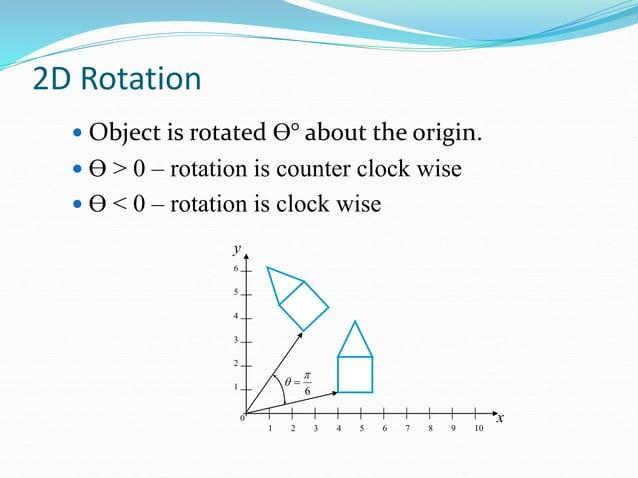 2D Rotation
Object is rotated Ɵ° about the origin.
Ɵ > 0 – rotation is counter clock wise
Ɵ < 0 – rotation is clock wise
y
6
5
4
3
2
1
θ = π/6
0
1 2 3 4 5 6 7 8 9 10
x